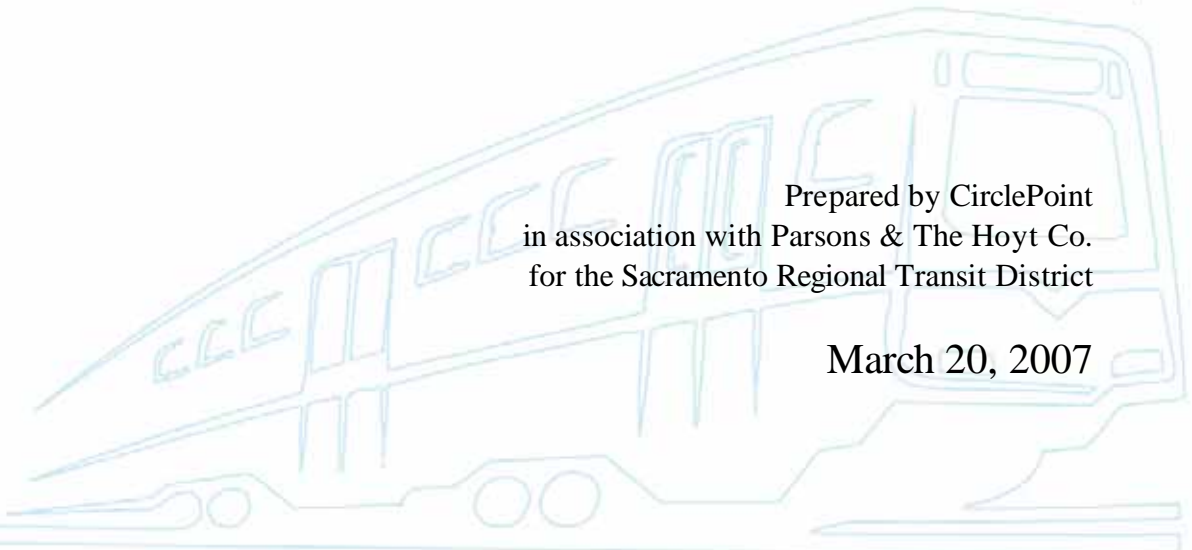 Prepared by CirclePoint
in association with Parsons & The Hoyt Co.
for the Sacramento Regional Transit District
March 20, 2007